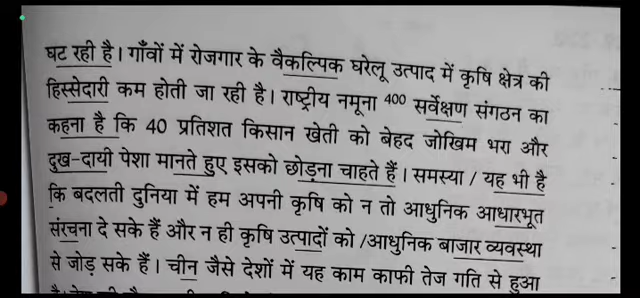 घट रही है। गाँवों में रोजगार के वैकल्पिक घरेलू उत्पाद में कृषि क्षेत्र की
हिस्सेदारी कम होती जा रही है। राष्ट्रीय नमूना 400 सर्वेक्षण संगठन का
कहना है कि 40 प्रतिशत किसान खेती को बेहद जोखिम भरा और
दुख-दायी पेशा मानते हुए इसको छोड़ना चाहते हैं। समस्या / यह भी है
कि बदलती दुनिया में हम अपनी कृषि को न तो आधुनिक आधारभूत
संरचना दे सके हैं और न ही कृषि उत्पादों को /आधुनिक बाजार व्यवस्था
से जोड़ सके हैं। चीन जैसे देशों में यह काम काफी तेज गति से हुआ